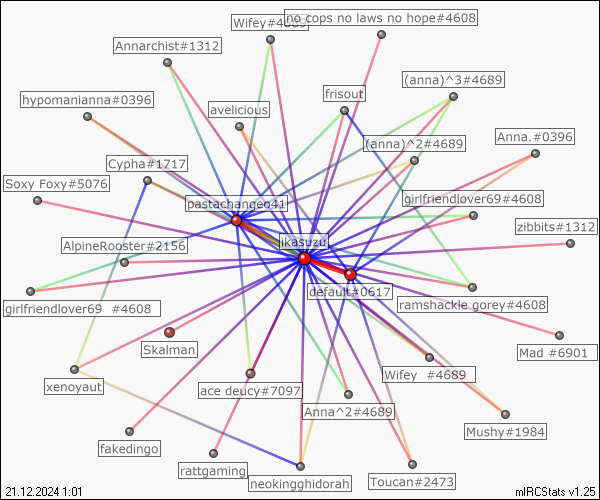 Wifey#4689
no cops no laws no hope#4608
Annarchist#1312
(anna)^3#4689
frisout
hypomanianna#0396
avelicious
Anna.#0396
(anna)^2#4689
Cypha#1717
Soxy Foxy#5076
pastachangeo41
girlfriendlover69#4608
zibbits#1312
ikasuzu
AlpineRooster#2156
default#0617
girlfriendlover69 #4608
ramshackle gorey#4608
Skalman
Mad #6901
Wifey #4689
xenoyaut
ace deucy#7097
Anna^2#4689
Mushy#1984
fakedingo
rattgaming
neokingghidorah
Toucan#2473
21.12.2024 1:01
mIRCStats v1.25